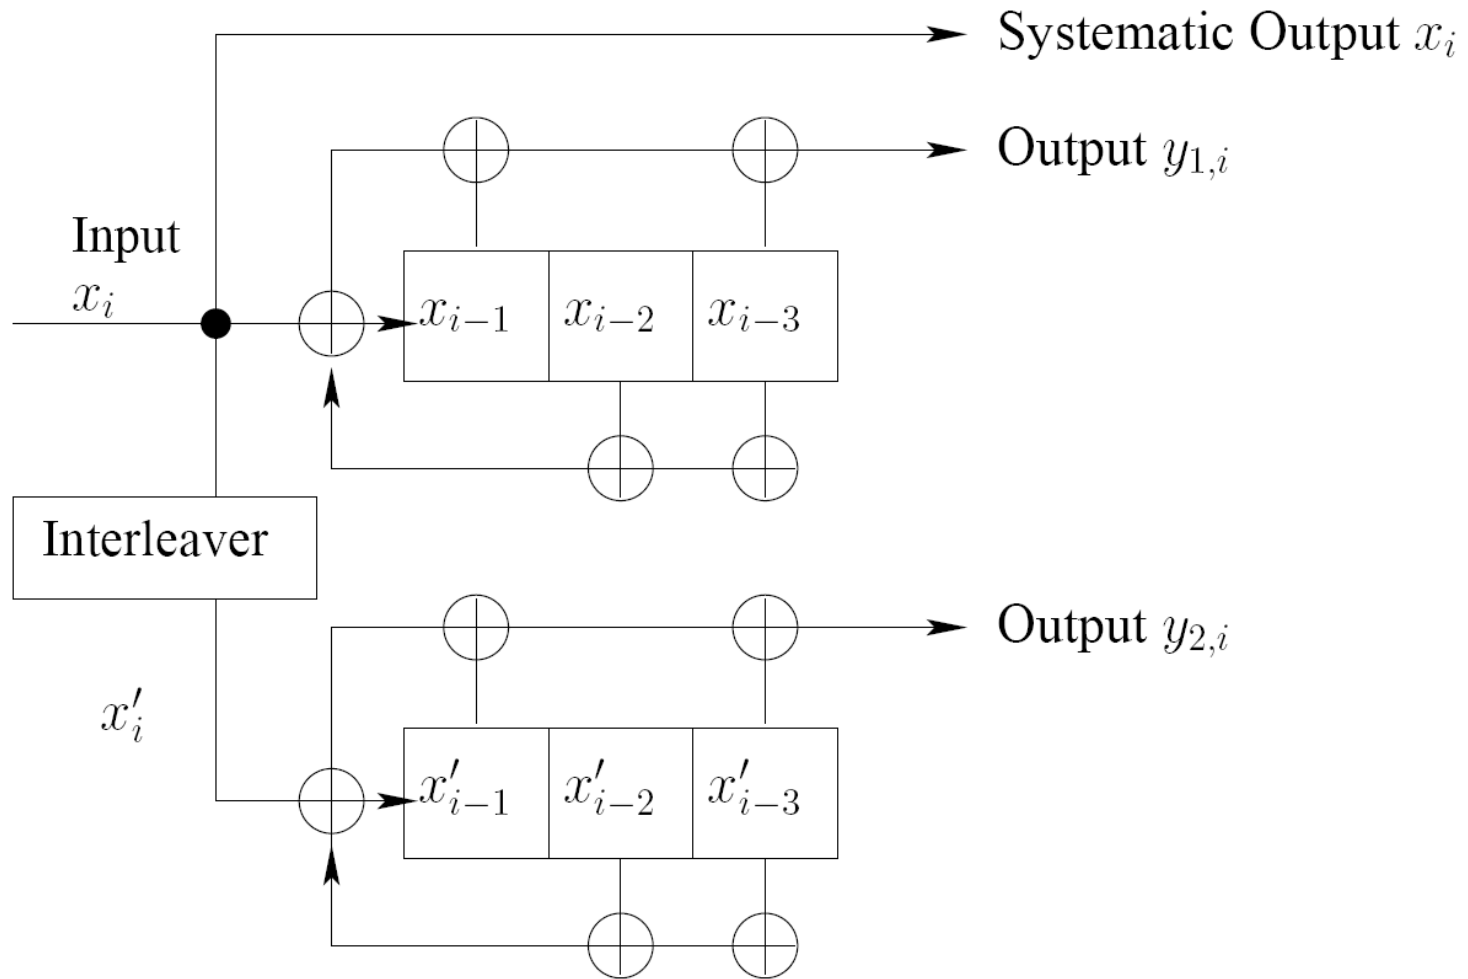 Systematic Output x_i
Output y_{1,i}
Input
x_i
x_{i-1} x_{i-2} x_{i-3}
Interleaver
Output y_{2,i}
x'_i
x'_{i-1} x'_{i-2} x'_{i-3}